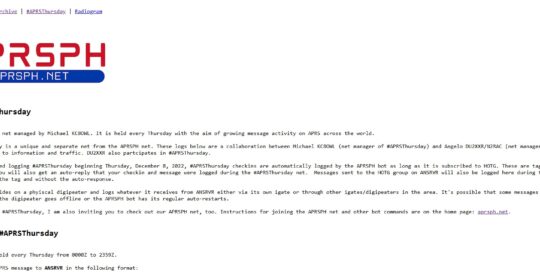 rchive | #APRSThursday | Radiogram
PRSPH
APRSPH.NET
hursday
net managed by Michael KC8OWL. It is held every Thursday with the aim of growing message activity on APRS across the world.
y is a unique and separate net from the APRSPH net. These logs below are a collaboration between Michael KC8OWL (net manager of #APRSThursday) and Angelo DU2XXR/N2RAC (net manager
to information and traffic. DU2XXR also partcipates in #APRSThursday.
ed logging #APRSThursday beginning Thursday, December 8, 2022, #APRSThursday checkins are automatically logged by the APRSPH bot as long as it is subscribed to HOTG. These are tag
ou will also get an auto-reply that your checkin and message were logged during the #APRSThursday net. Messages sent to the HOTG group on ANSRVR will also be logged here during t
the tag and without the auto-response.
ides on a phyiscal digipeater and logs whatever it receives from ANSRVR either via its own igate or through other igates/digipeaters in the area. It's possible that some messages
the digipeater goes offline or the APRSPH bot has its regular auto-restarts.
#APRSThursday, I am also inviting you to check out our APRSPH net, too. Instructions for joining the APRSPH net and other bot commands are on the home page: aprsph.net.
#APRSThursday
eld every Thursday from 0000Z to 2359Z.
PRS message to ANSRVR in the following format: